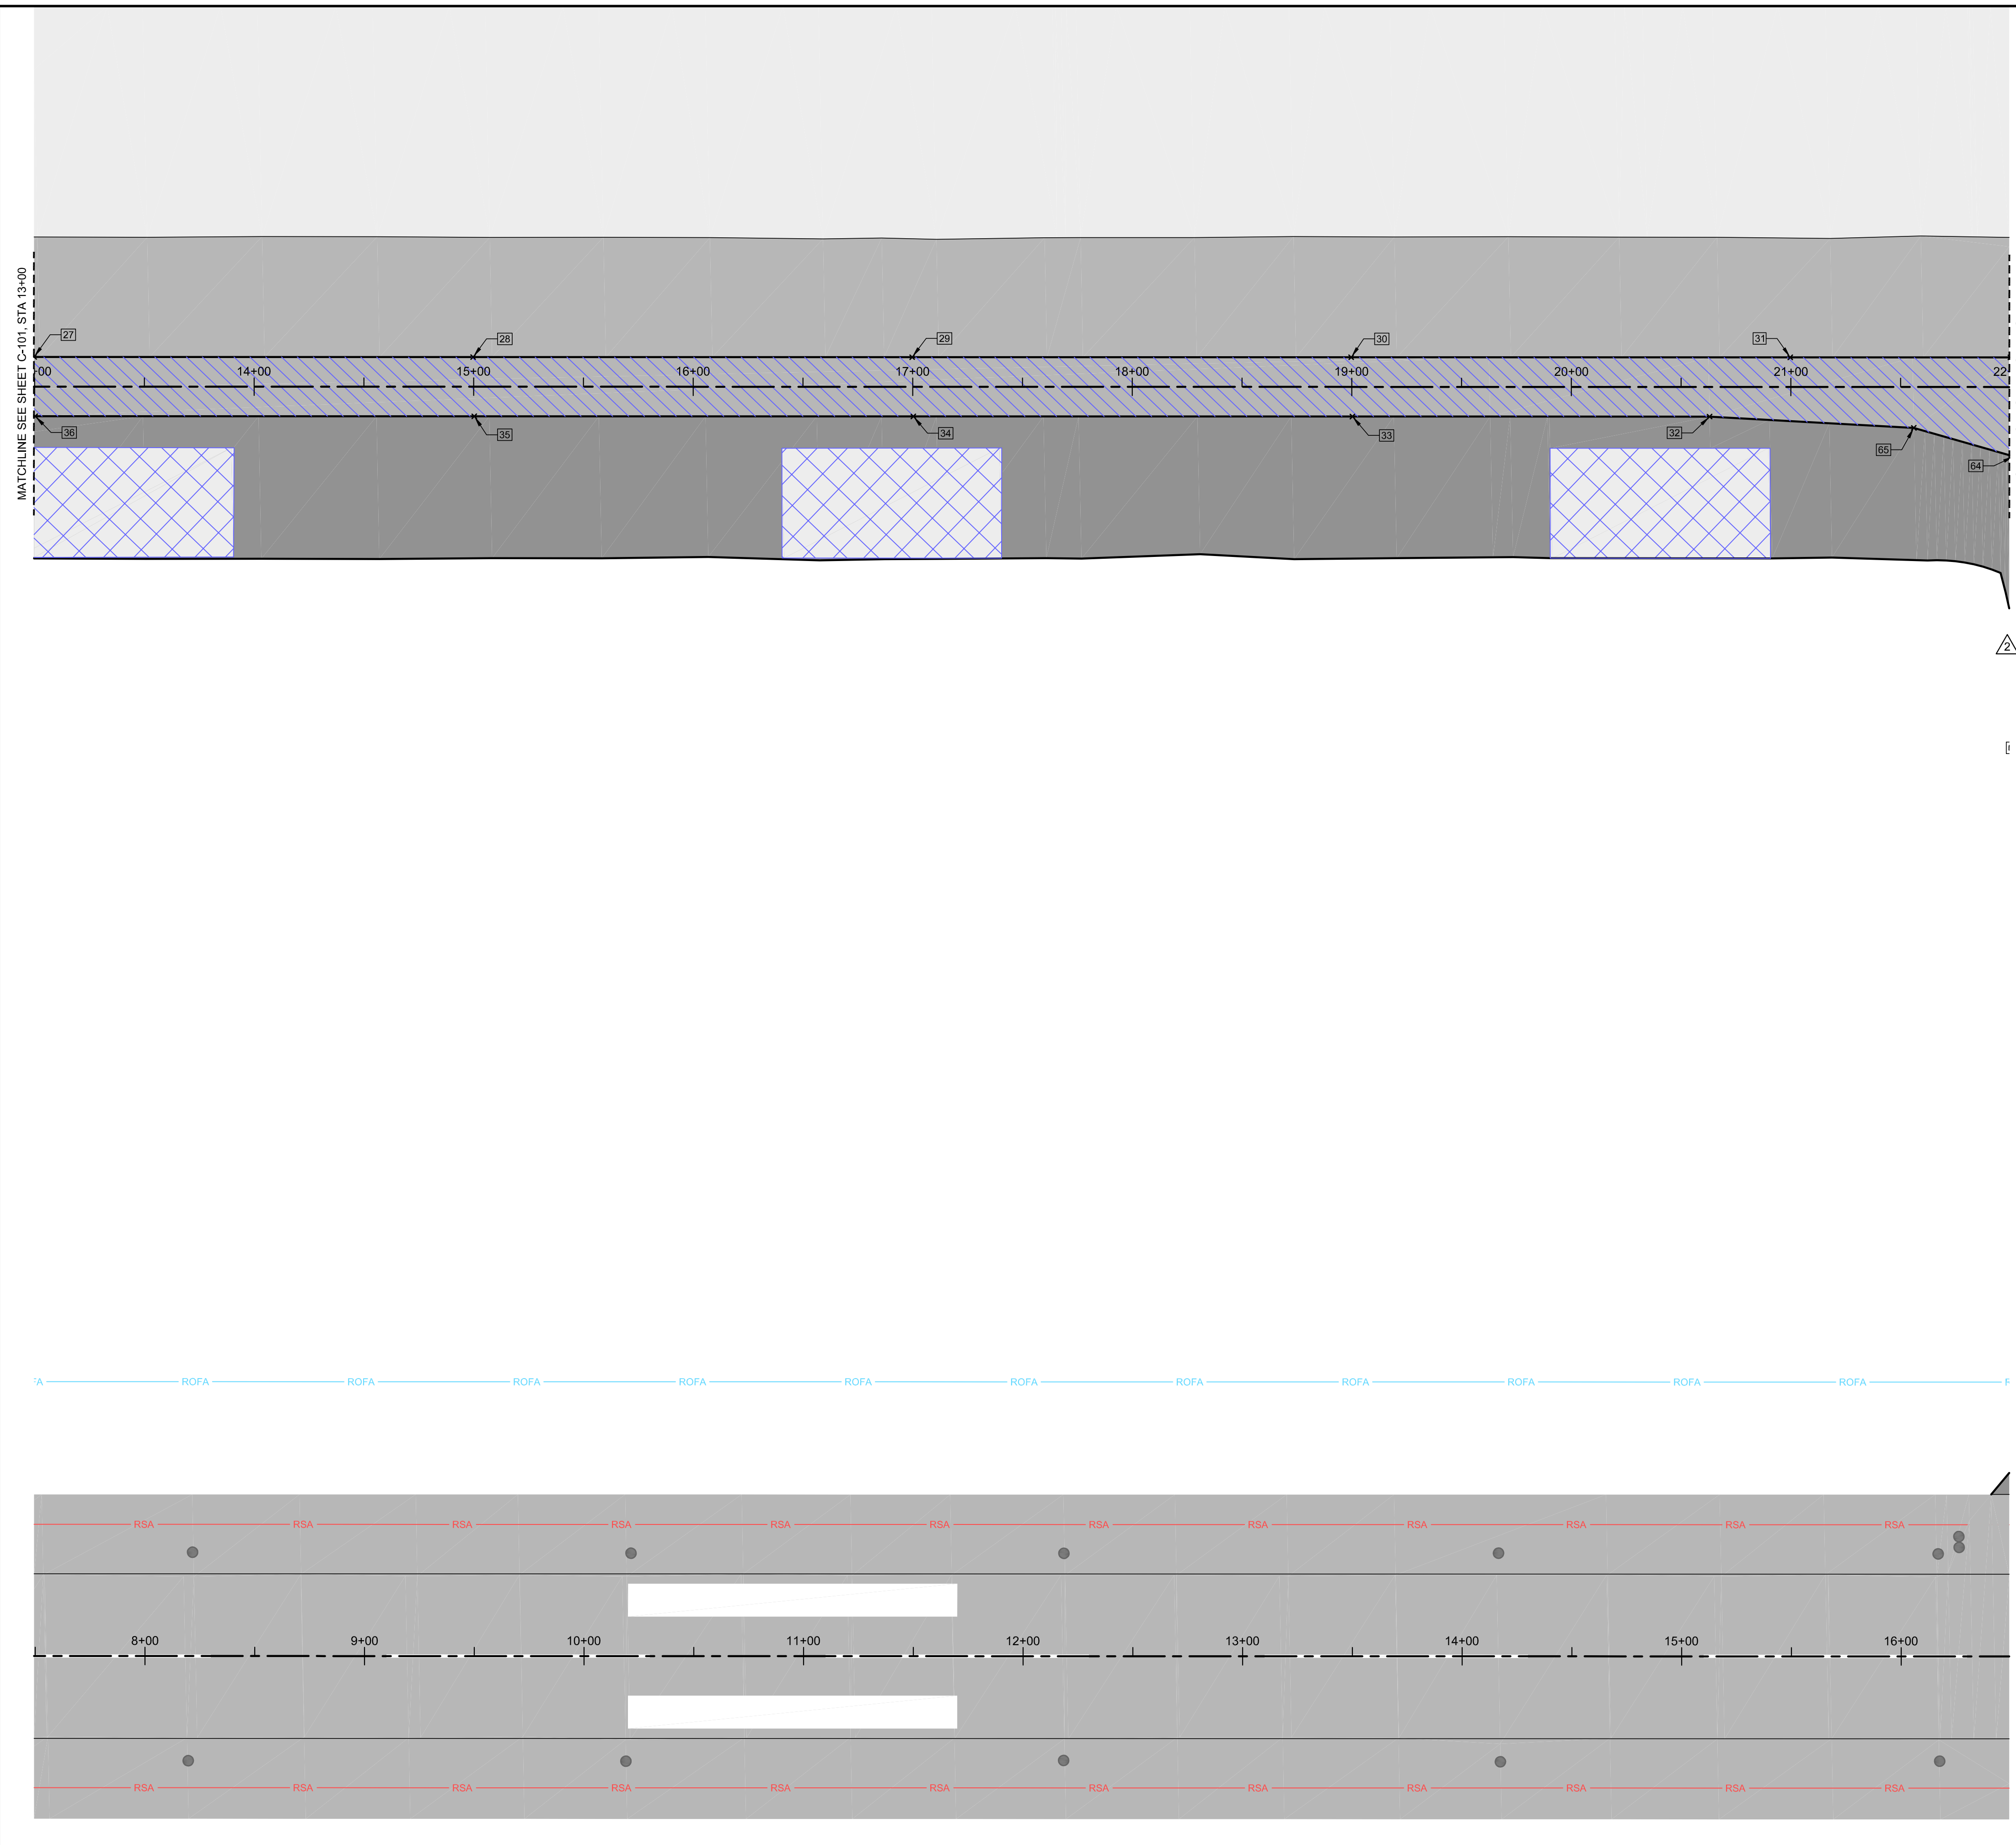 MATCHLINE SEE SHEET C-101, STA 13+00
27
28
29
30
31
00 14+00 15+00 16+00 17+00 18+00 19+00 20+00 21+00 22
36
35
34
33
32
65
64
2
FA ROFA ROFA ROFA ROFA ROFA ROFA ROFA ROFA ROFA ROFA ROFA
RSA RSA RSA RSA RSA RSA RSA RSA RSA RSA RSA RSA
8+00 9+00 10+00 11+00 12+00 13+00 14+00 15+00 16+00
RSA RSA RSA RSA RSA RSA RSA RSA RSA RSA RSA RSA